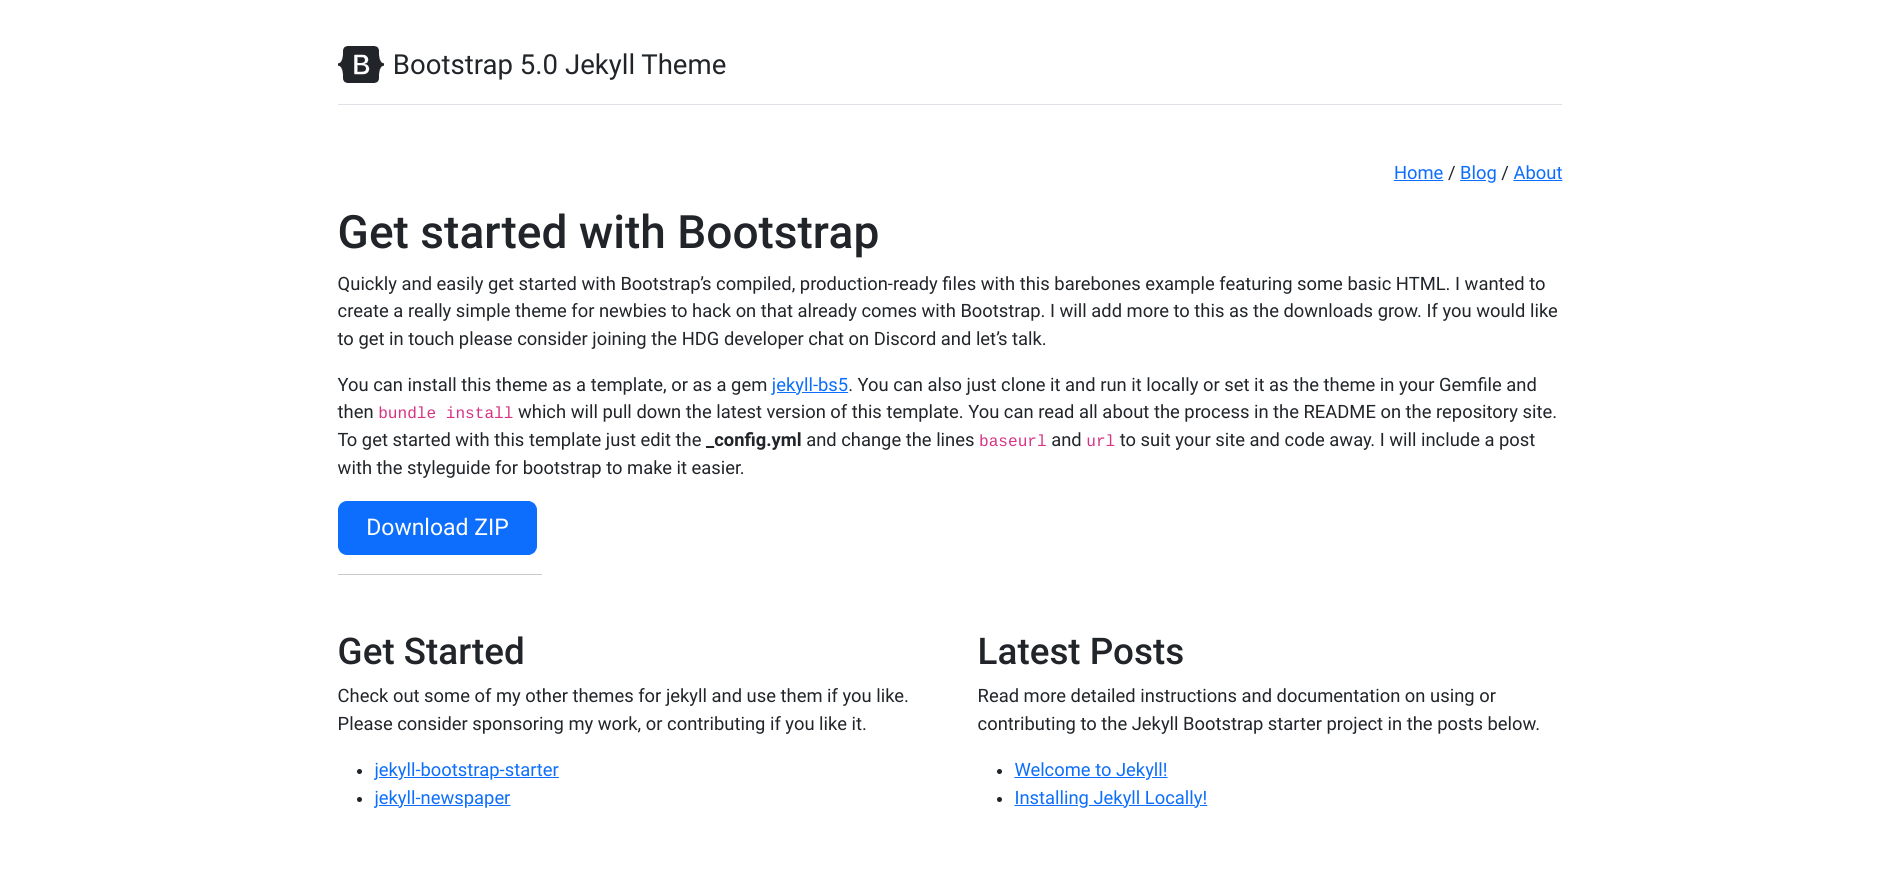 B Bootstrap 5.0 Jekyll Theme
Home / Blog / About
Get started with Bootstrap
Quickly and easily get started with Bootstrap’s compiled, production-ready files with this barebones example featuring some basic HTML. I wanted to
create a really simple theme for newbies to hack on that already comes with Bootstrap. I will add more to this as the downloads grow. If you would like
to get in touch please consider joining the HDG developer chat on Discord and let’s talk.
You can install this theme as a template, or as a gem jekyll-bs5. You can also just clone it and run it locally or set it as the theme in your Gemfile and
then bundle install which will pull down the latest version of this template. You can read all about the process in the README on the repository site.
To get started with this template just edit the _config.yml and change the lines baseurl and url to suit your site and code away. I will include a post
with the styleguide for bootstrap to make it easier.
Download ZIP
Get Started
Check out some of my other themes for jekyll and use them if you like.
Please consider sponsoring my work, or contributing if you like it.
• jekyll-bootstrap-starter
• jekyll-newspaper
Latest Posts
Read more detailed instructions and documentation on using or
contributing to the Jekyll Bootstrap starter project in the posts below.
• Welcome to Jekyll!
• Installing Jekyll Locally!